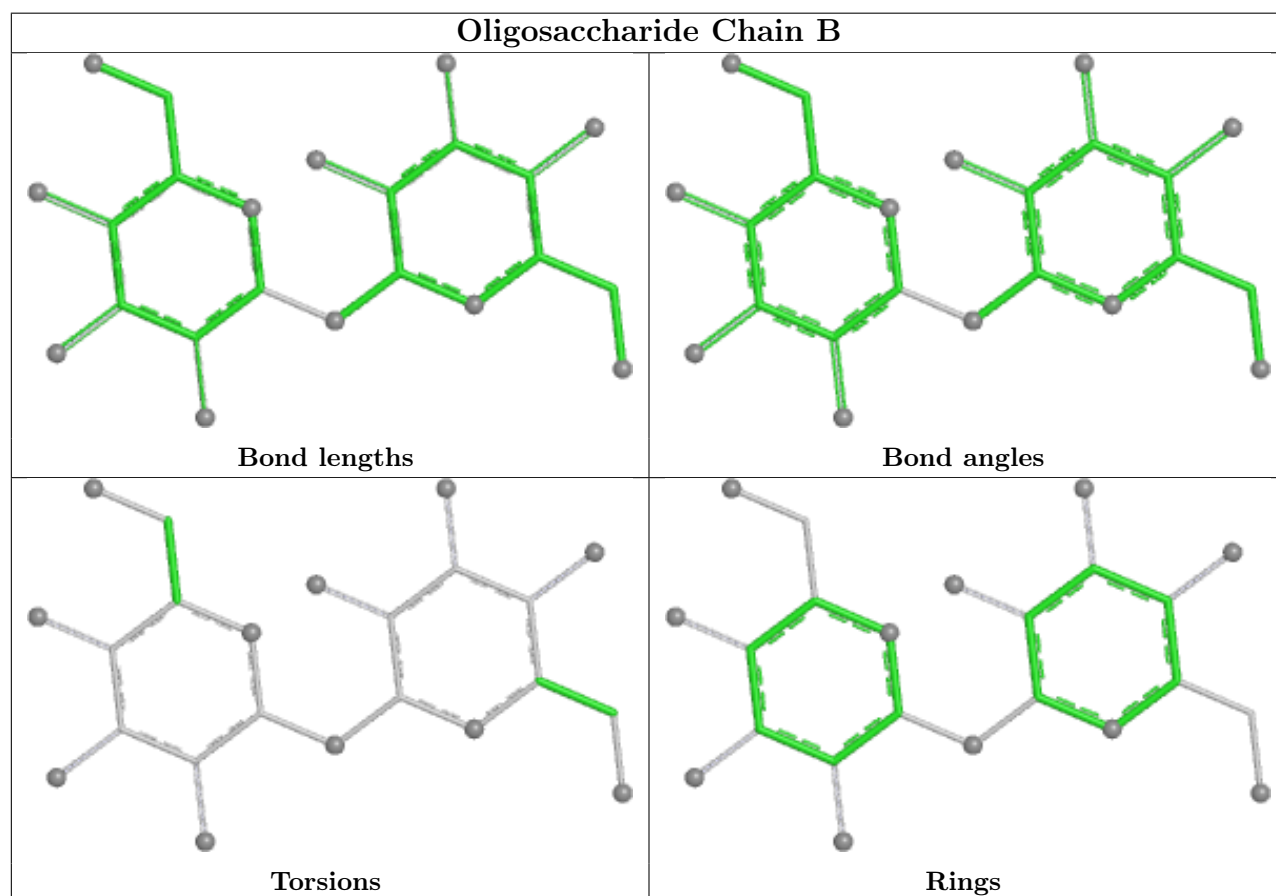 Oligosaccharide Chain B
Bond lengths
Bond angles
Torsions
Rings